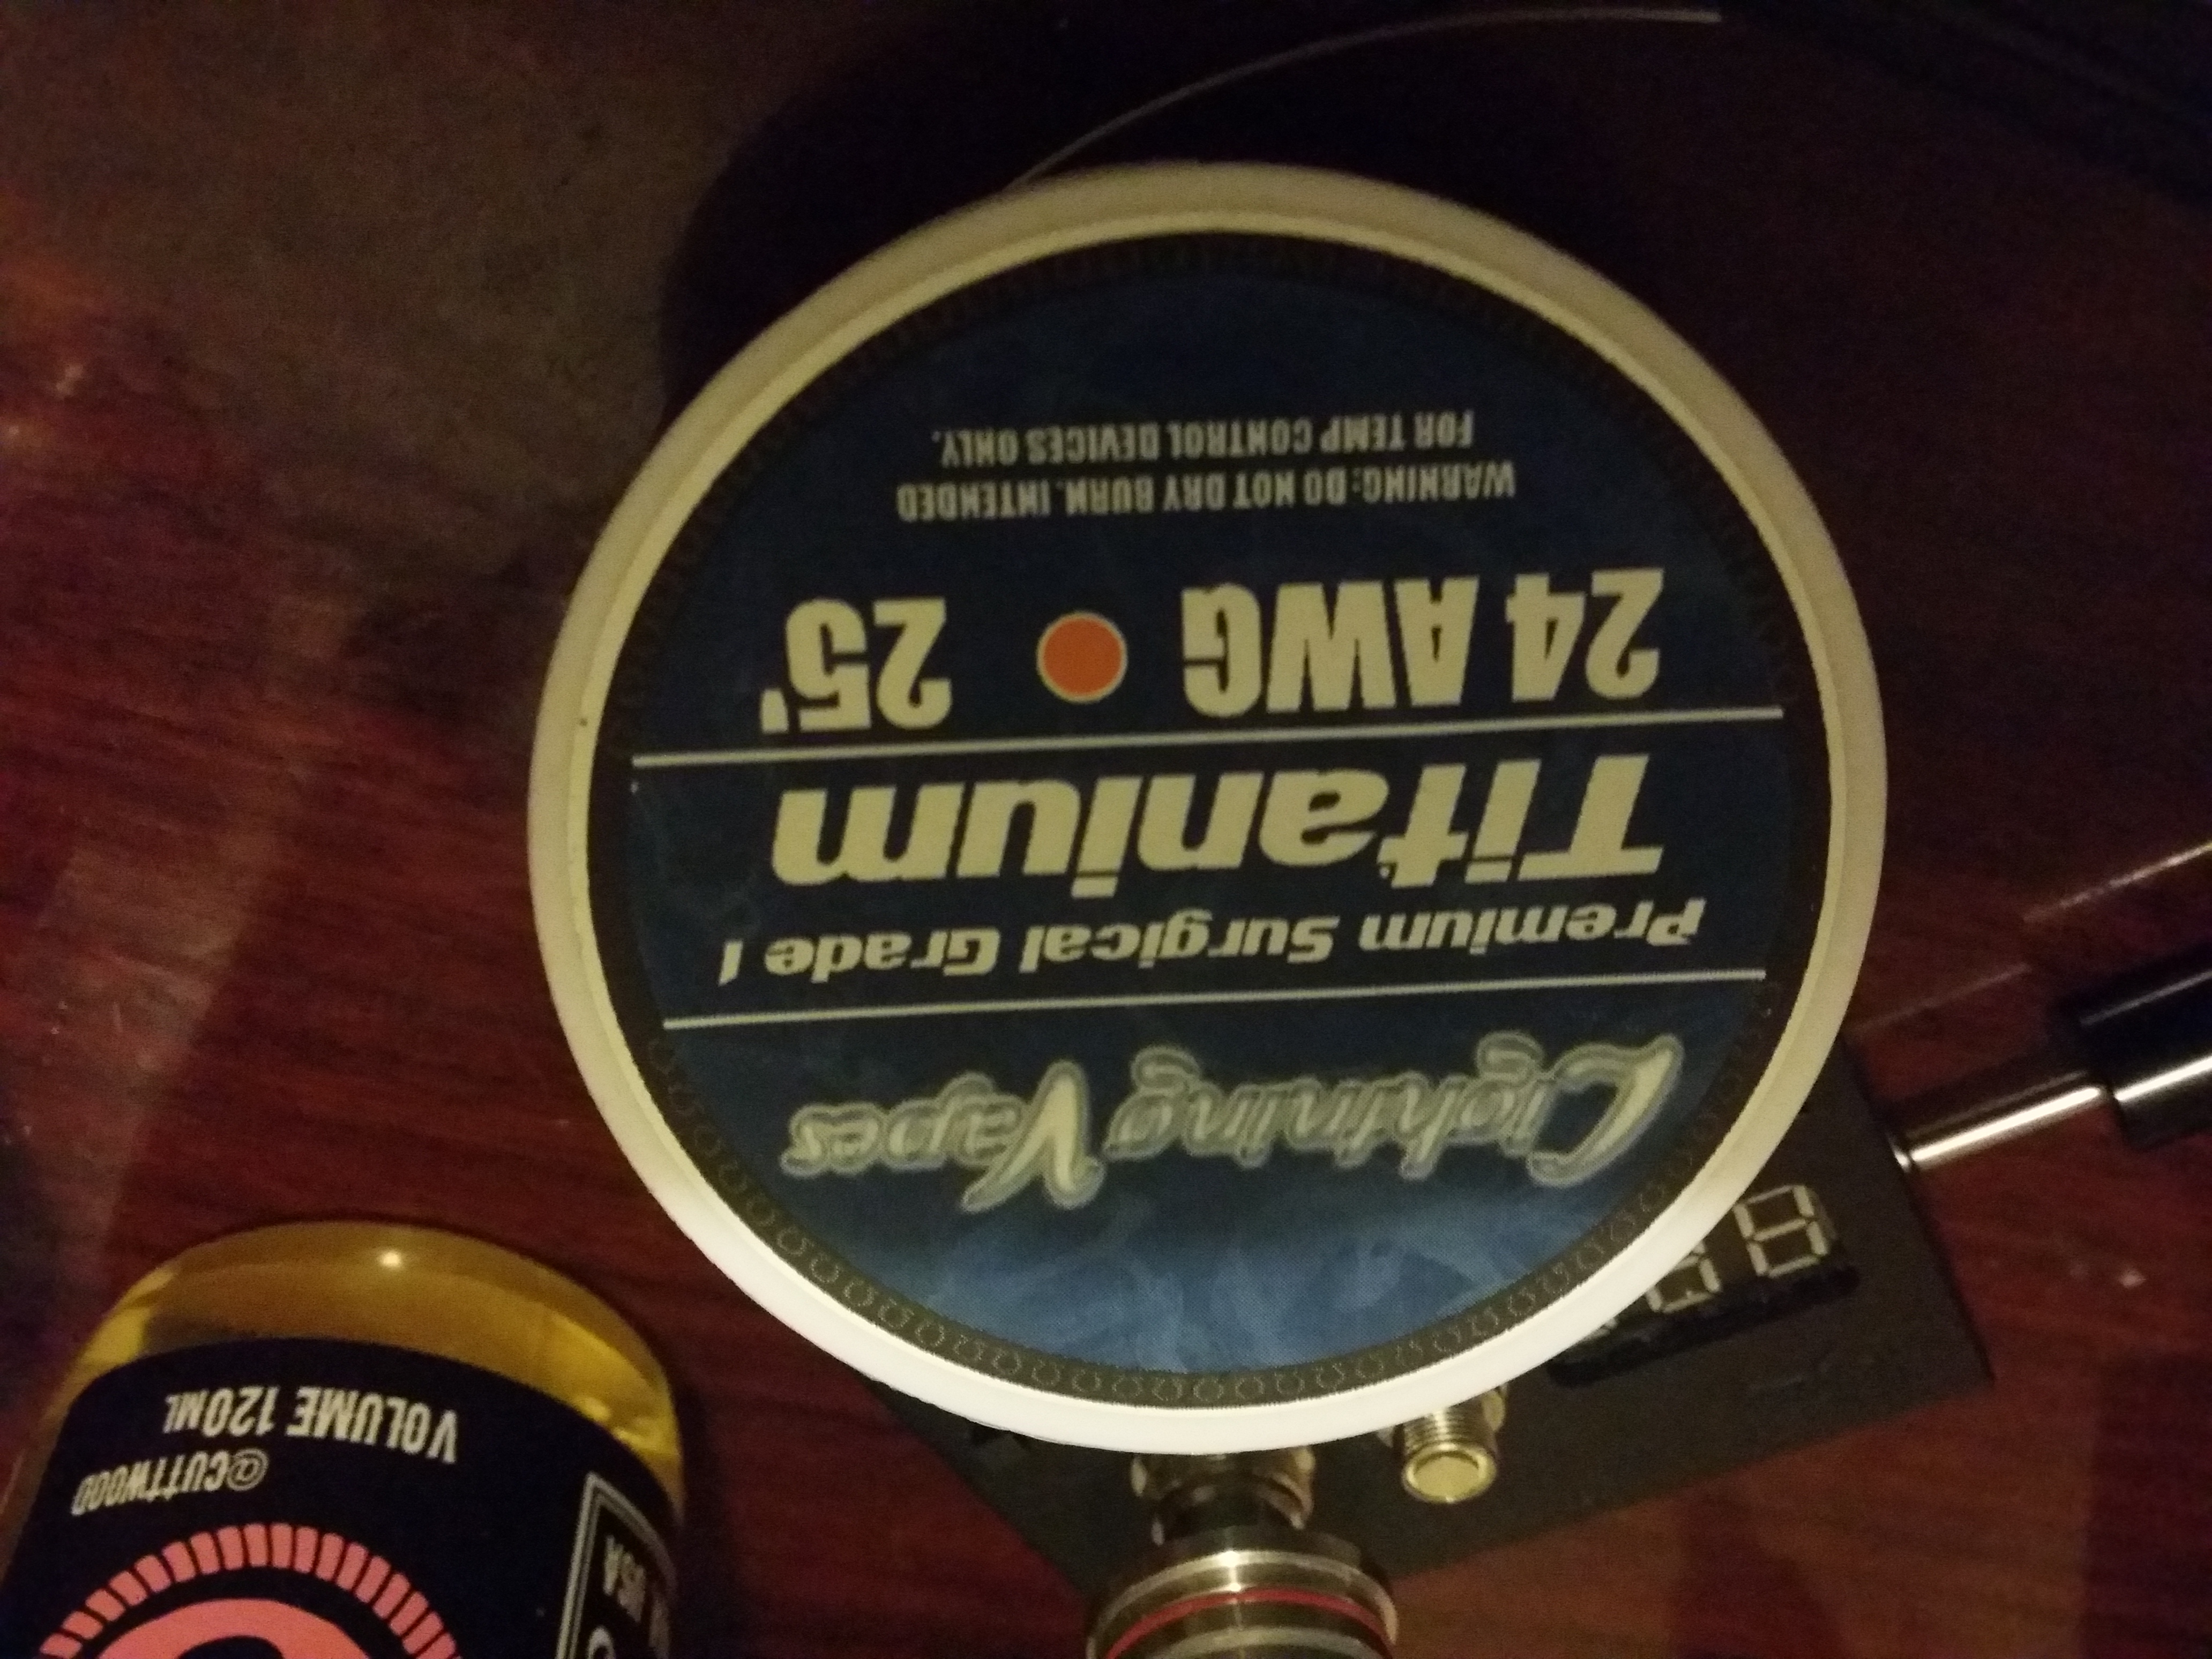 Lightning Vapes
Premium Surgical Grade 1
Titanium
24 AWG 25'
WARNING: DO NOT DRY BURN. INTENDED
FOR TEMP CONTROL DEVICES ONLY.
@CUTTWOOD
VOLUME 120ML
USA